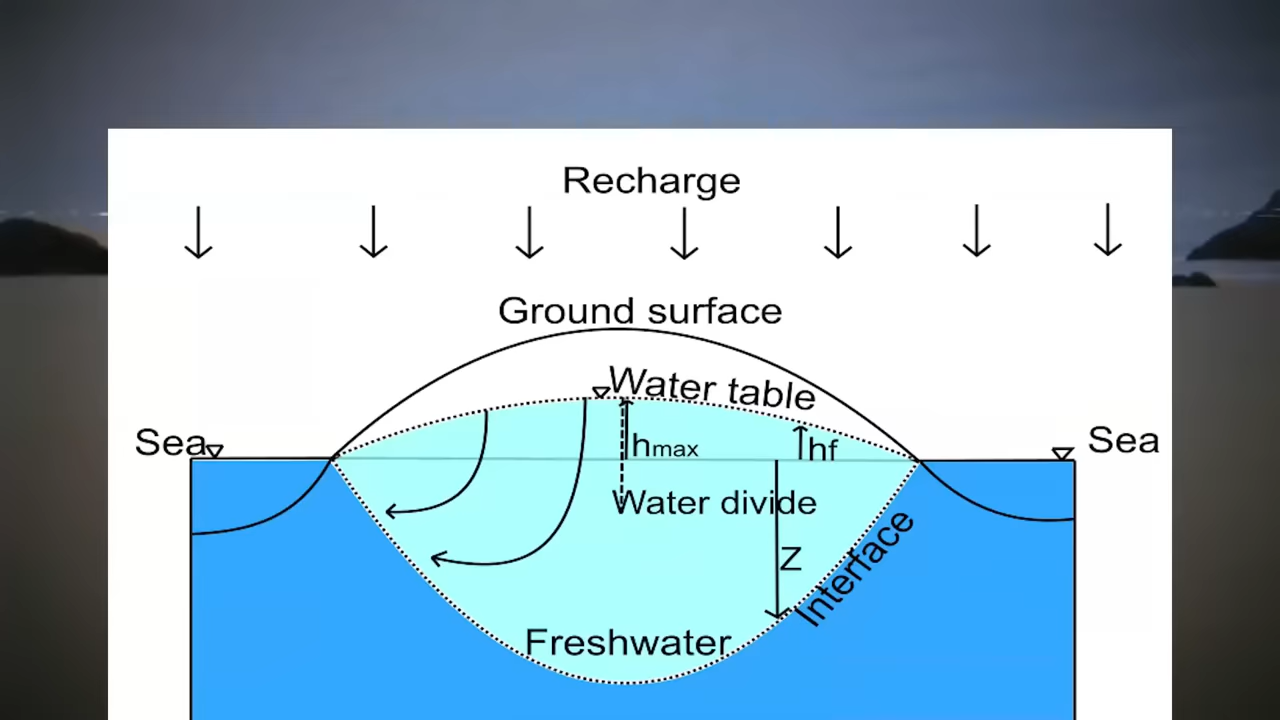 Recharge
Ground surface
Water table
Sea
Sea
hmax
hf
Water divide
Z
Interface
Freshwater